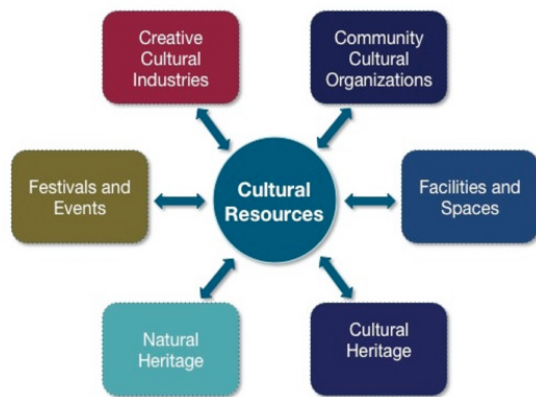 Creative
Cultural
Industries
Community
Cultural
Organizations
Festivals and
Events
Cultural
Resources
Facilities and
Spaces
Natural
Heritage
Cultural
Heritage